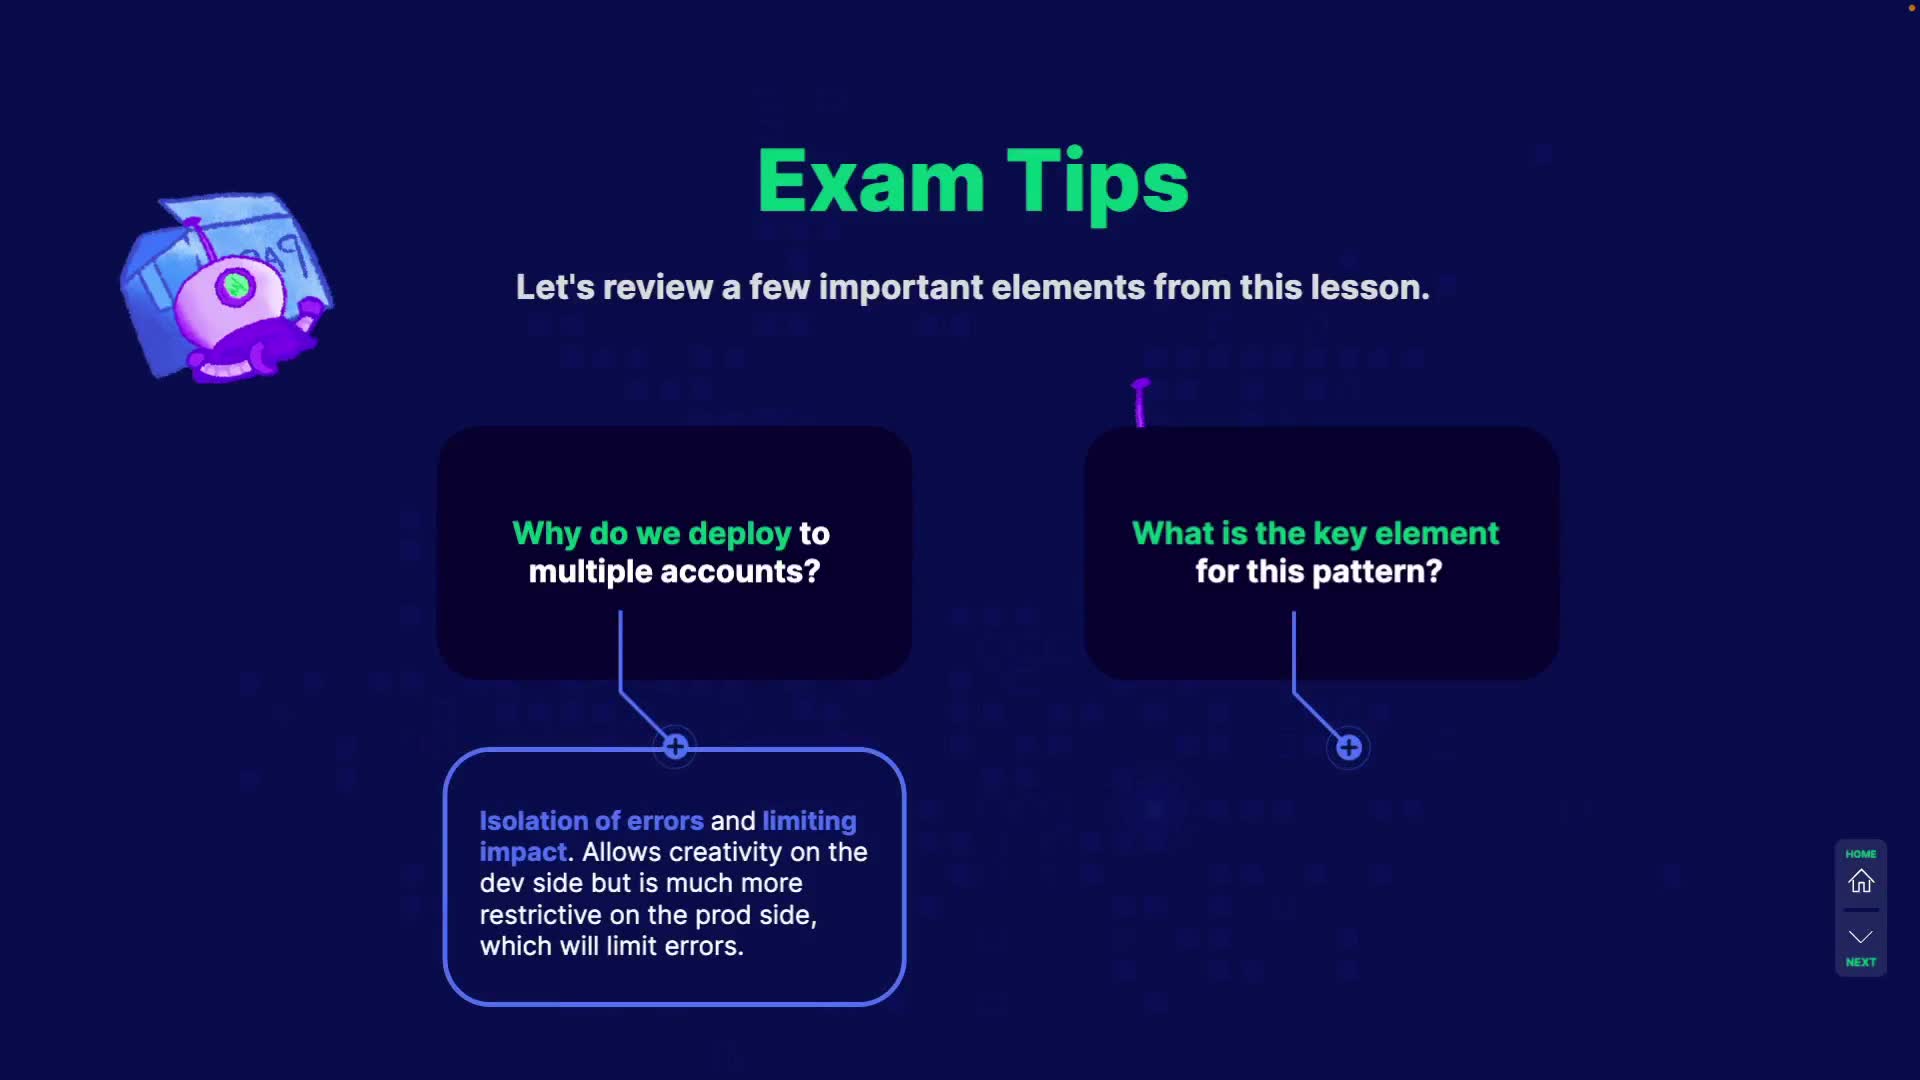 Exam Tips
Let's review a few important elements from this lesson.
Why do we deploy to
multiple accounts?
Isolation of errors and limiting
impact. Allows creativity on the
dev side but is much more
restrictive on the prod side,
which will limit errors.
What is the key element
for this pattern?
HOME
NEXT